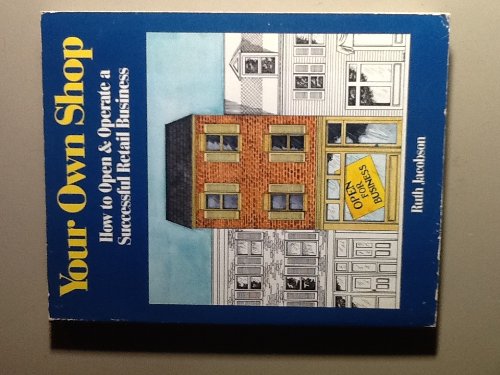 Your Own Shop
How to Open & Operate a
Successful Retail Business
OPEN
FOR
BUSINESS
Ruth Jacobson